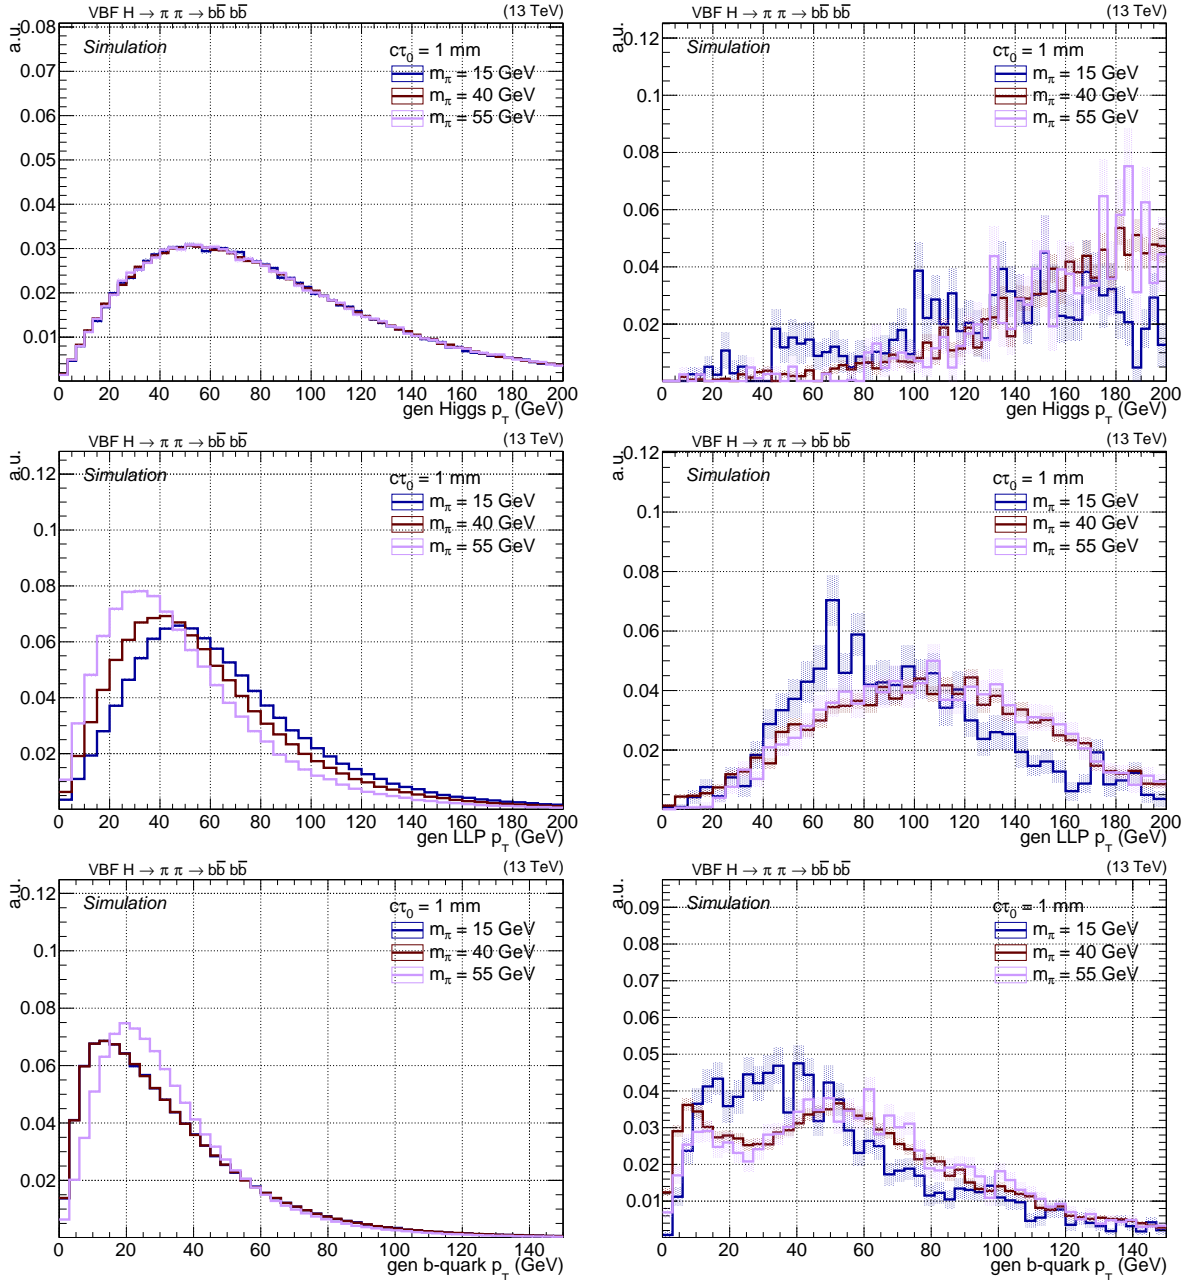 VBF H → π π → bb̅ bb̅ (13 TeV)
a.u.
Simulation
cτ0 = 1 mm
mπ = 15 GeV
mπ = 40 GeV
mπ = 55 GeV
0.08
0.07
0.06
0.05
0.04
0.03
0.02
0.01
0 20 40 60 80 100 120 140 160 180 200
gen Higgs pT (GeV)
VBF H → π π → bb̅ bb̅ (13 TeV)
a.u.
Simulation
cτ0 = 1 mm
mπ = 15 GeV
mπ = 40 GeV
mπ = 55 GeV
0.12
0.1
0.08
0.06
0.04
0.02
0 20 40 60 80 100 120 140 160 180 200
gen Higgs pT (GeV)
VBF H → π π → bb̅ bb̅ (13 TeV)
a.u.
Simulation
cτ0 = 1 mm
mπ = 15 GeV
mπ = 40 GeV
mπ = 55 GeV
0.12
0.1
0.08
0.06
0.04
0.02
0 20 40 60 80 100 120 140 160 180 200
gen LLP pT (GeV)
VBF H → π π → bb̅ bb̅ (13 TeV)
a.u.
Simulation
cτ0 = 1 mm
mπ = 15 GeV
mπ = 40 GeV
mπ = 55 GeV
0.12
0.1
0.08
0.06
0.04
0.02
0 20 40 60 80 100 120 140 160 180 200
gen LLP pT (GeV)
VBF H → π π → bb̅ bb̅ (13 TeV)
a.u.
Simulation
cτ0 = 1 mm
mπ = 15 GeV
mπ = 40 GeV
mπ = 55 GeV
0.12
0.1
0.08
0.06
0.04
0.02
0 20 40 60 80 100 120 140
gen b-quark pT (GeV)
VBF H → π π → bb̅ bb̅ (13 TeV)
a.u.
Simulation
cτ0 = 1 mm
mπ = 15 GeV
mπ = 40 GeV
mπ = 55 GeV
0.09
0.08
0.07
0.06
0.05
0.04
0.03
0.02
0.01
0 20 40 60 80 100 120 140
gen b-quark pT (GeV)